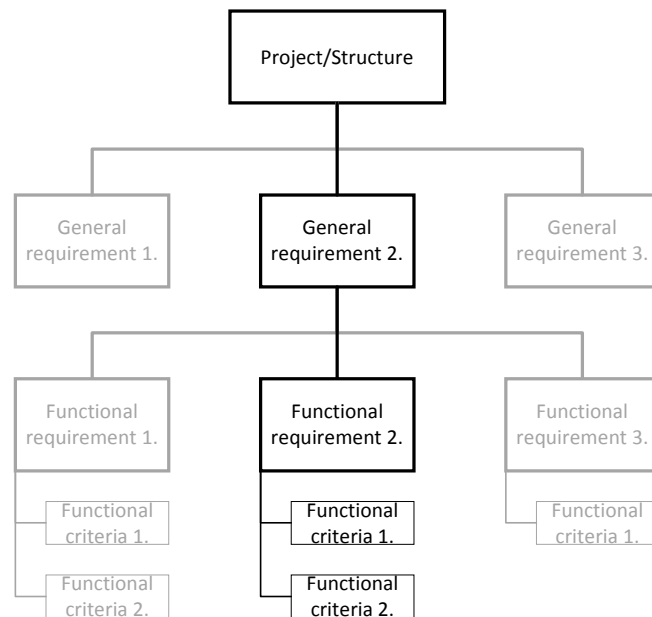 Project/Structure
General
requirement 1.
General
requirement 2.
General
requirement 3.
Functional
requirement 1.
Functional
requirement 2.
Functional
requirement 3.
Functional
criteria 1.
Functional
criteria 1.
Functional
criteria 1.
Functional
criteria 2.
Functional
criteria 2.